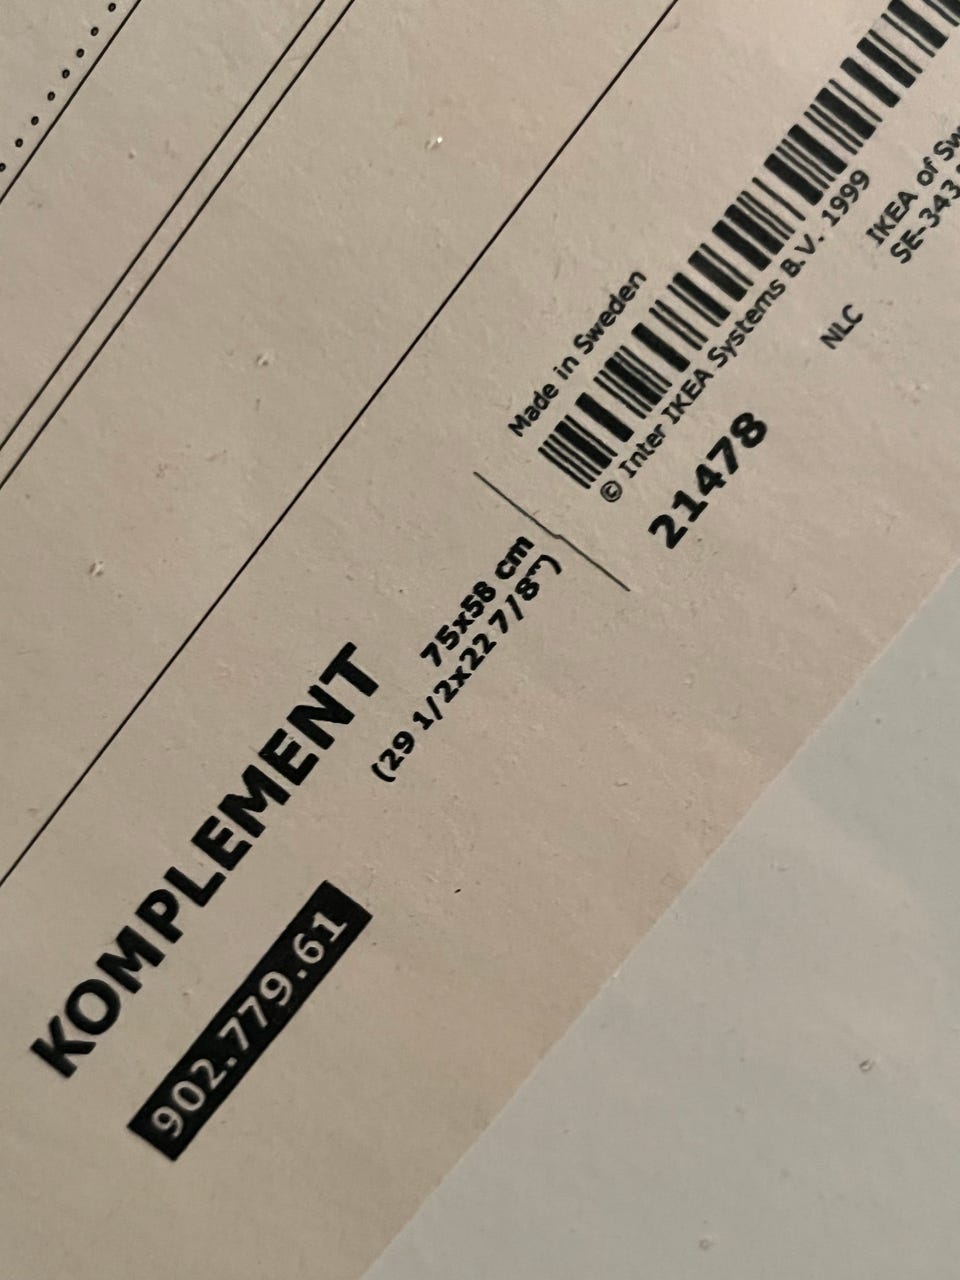 KOMPLEMENT
902.779.61
75x58 cm
(29 1/2x22 7/8")
Made in Sweden
© Inter IKEA Systems B.V. 1999
21478
NLC
IKEA of
SE-343